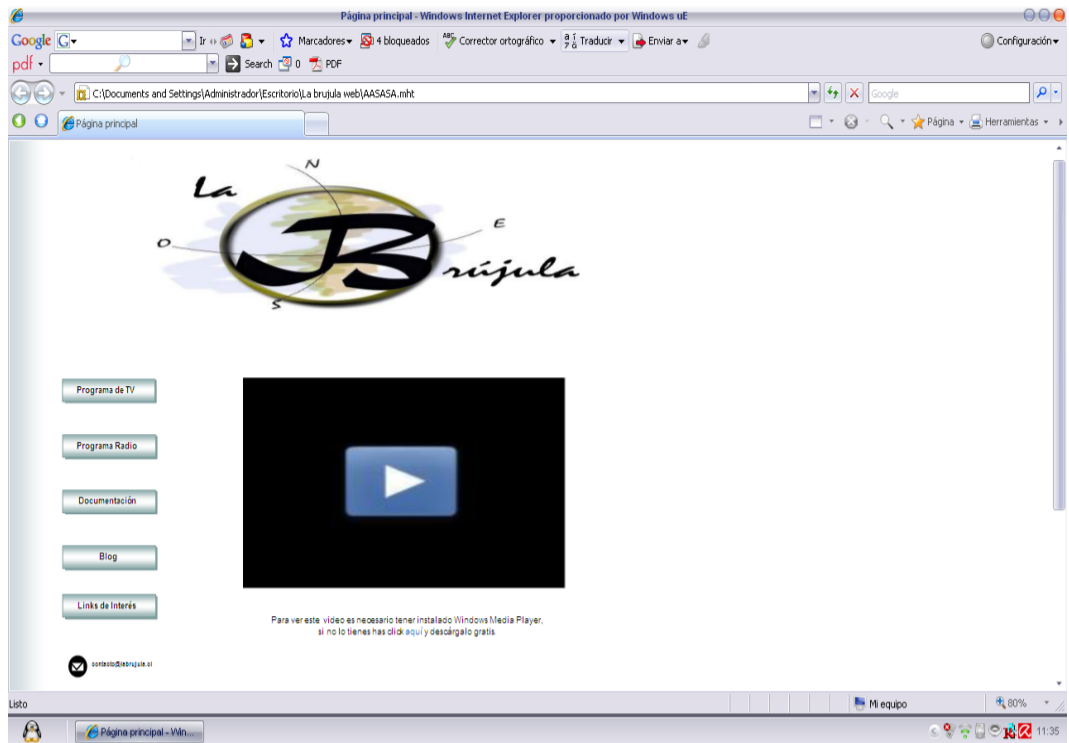 Página principal - Windows Internet Explorer proporcionado por Windows uE
Google G Ir Marcadores 4 bloqueados Corrector ortográfico Traducir Enviar a Configuración
pdf Search 0 PDF
C:\Documents and Settings\Administrador\Escritorio\La brujula web\AASASA.mht Google
Página principal Página Herramientas
N
La
E
O
Brújula
S
Programa de TV
Programa Radio
Documentación
Blog
Links de Interés
Para ver este video es necesario tener instalado Windows Media Player,
si no lo tienes has click aquí y descárgalo gratis
contacto@labrujula.cl
Listo Mi equipo 80%
Página principal - Win... 11:35